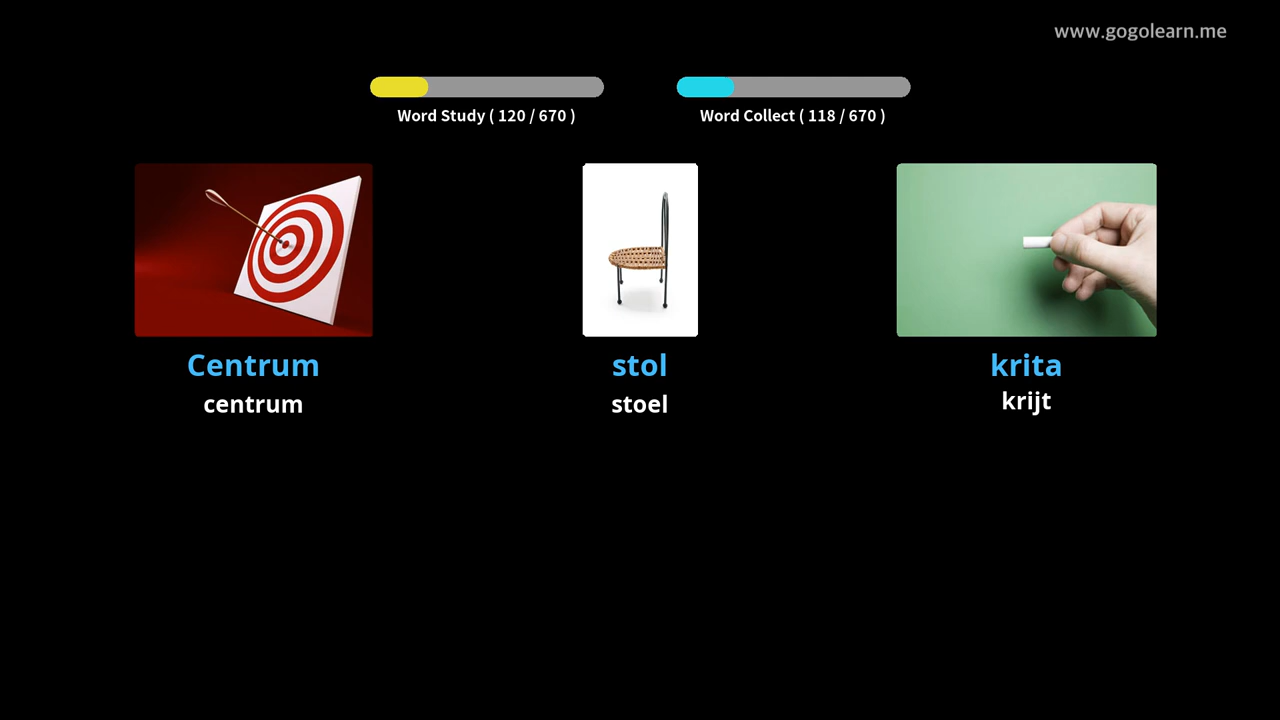 www.gogolearn.me
Word Study ( 120 / 670 )
Word Collect ( 118 / 670 )
Centrum
centrum
stol
stoel
krita
krijt